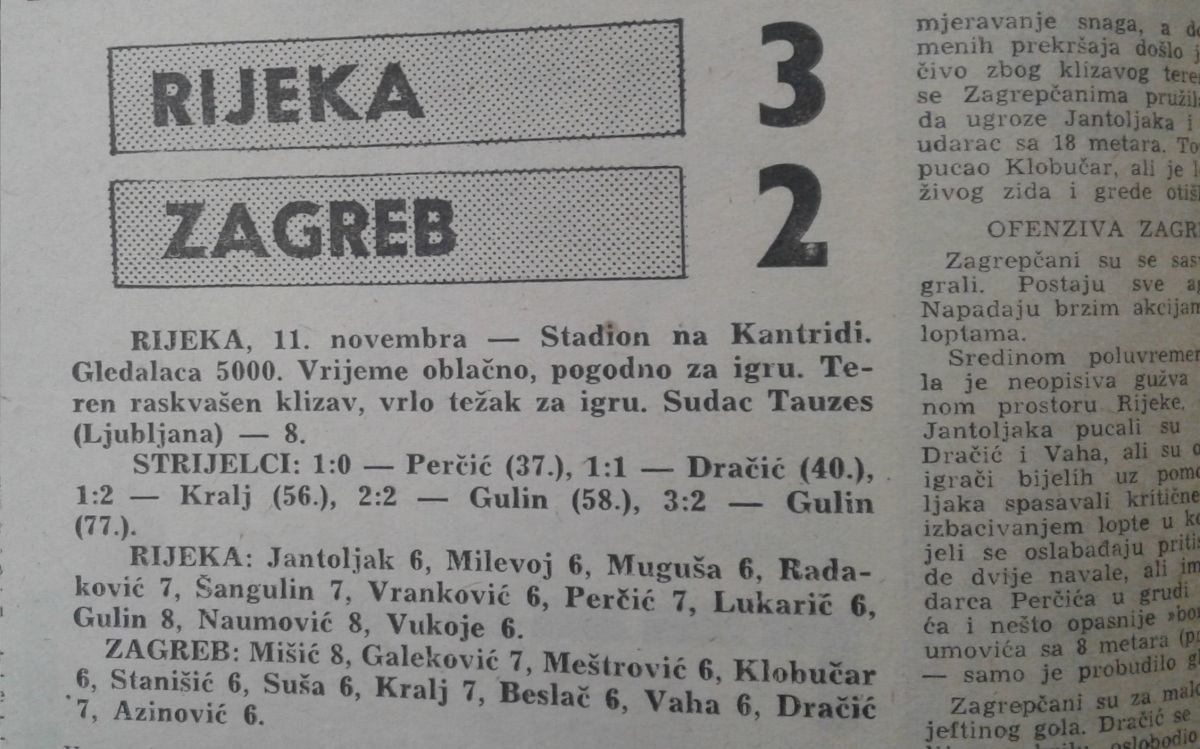 RIJEKA 3
ZAGREB 2
RIJEKA, 11. novembra — Stadion na Kantridi.
Gledalaca 5000. Vrijeme oblačno, pogodno za igru. Te-
ren raskvašen klizav, vrlo težak za igru. Sudac Tauzes
(Ljubljana) — 8.
STRIJELCI: 1:0 — Perčić (37.), 1:1 — Dračić (40.),
1:2 — Kralj (56.), 2:2 — Gulin (58.), 3:2 — Gulin
(77.).
RIJEKA: Jantoljak 6, Milevoj 6, Muguša 6, Rada-
ković 7, Šangulin 7, Vranković 6, Perčić 7, Lukarić 6,
Gulin 8, Naumović 8, Vukoje 6.
ZAGREB: Mišić 8, Galeković 7, Meštrović 6, Klobučar
6, Stanišić 6, Suša 6, Kralj 7, Beslač 6, Vaha 6, Dračić
7, Azinović 6.
mjeravanje snaga, a
menih prekršaja došlo
čivo zbog klizavog
se Zagrepčanima
da ugroze Jantoljaka i
udarac sa 18 metara.
pucao Klobučar, ali je
živog zida i grede
OFENZIVA
Zagrepčani su se
grali. Postaju sve
Napadaju brzim
loptama.
Sredinom
la je neopisiva gužva
nom prostoru Rijeke,
Jantoljaka pucali su
Dračić i Vaha, ali su
igrači bijelih uz
ljaka spasavali
izbacivanjem lopte u
jeli se oslabađaju
de dvije navale, ali
darca Perčića u grudi
ća i nešto opasnije
umovića sa 8 metara
— samo je probudilo
Zagrepčani su za
jeftinog gola. Dračić se